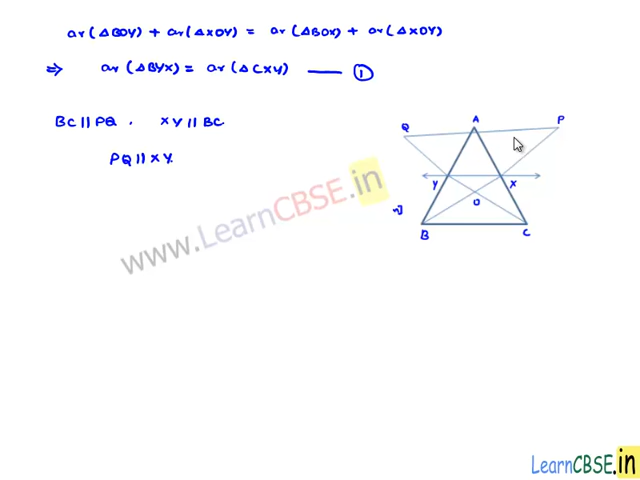 ar(ΔBOY) + ar(ΔXOY) = ar(ΔBOX) + ar(ΔXOY)
⇒ ar(ΔBYX) = ar(ΔCXY) —— ①
BC || PQ . XY || BC
PQ || XY
A
P
Q
Y
X
O
B
C
www.LearnCBSE.in
LearnCBSE.in